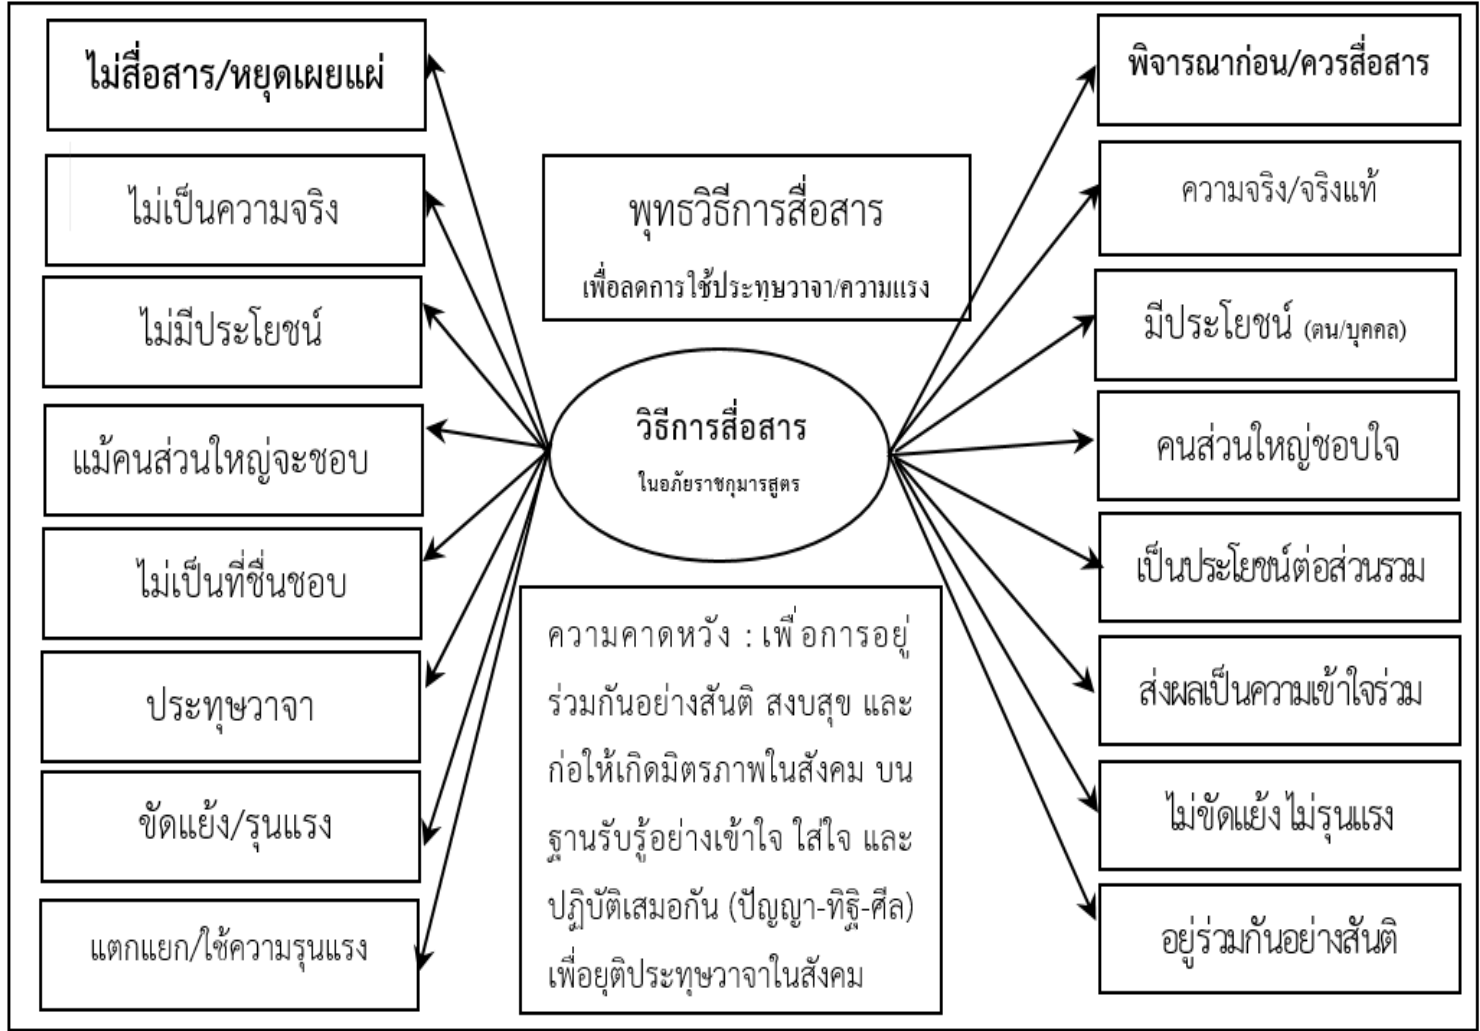 ไม่สื่อสาร/หยุดเผยแผ่
ไม่เป็นความจริง
ไม่มีประโยชน์
แม้คนส่วนใหญ่จะชอบ
ไม่เป็นที่ชื่นชอบ
ประทุษวาจา
ขัดแย้ง/รุนแรง
แตกแยก/ใช้ความรุนแรง
พุทธวิธีการสื่อสาร
เพื่อลดการใช้ประทุษวาจา/ความแรง
วิธีการสื่อสาร
ในอภัยราชกุมารสูตร
ความคาดหวัง : เพื่อการอยู่
ร่วมกันอย่างสันติ สงบสุข และ
ก่อให้เกิดมิตรภาพในสังคม บน
ฐานรับรู้อย่างเข้าใจ ใส่ใจ และ
ปฏิบัติเสมอกัน (ปัญญา-ทิฐิ-ศีล)
เพื่อยุติประทุษวาจาในสังคม
พิจารณาก่อน/ควรสื่อสาร
ความจริง/จริงแท้
มีประโยชน์ (ตน/บุคคล)
คนส่วนใหญ่ชอบใจ
เป็นประโยชน์ต่อส่วนรวม
ส่งผลเป็นความเข้าใจร่วม
ไม่ขัดแย้ง ไม่รุนแรง
อยู่ร่วมกันอย่างสันติ